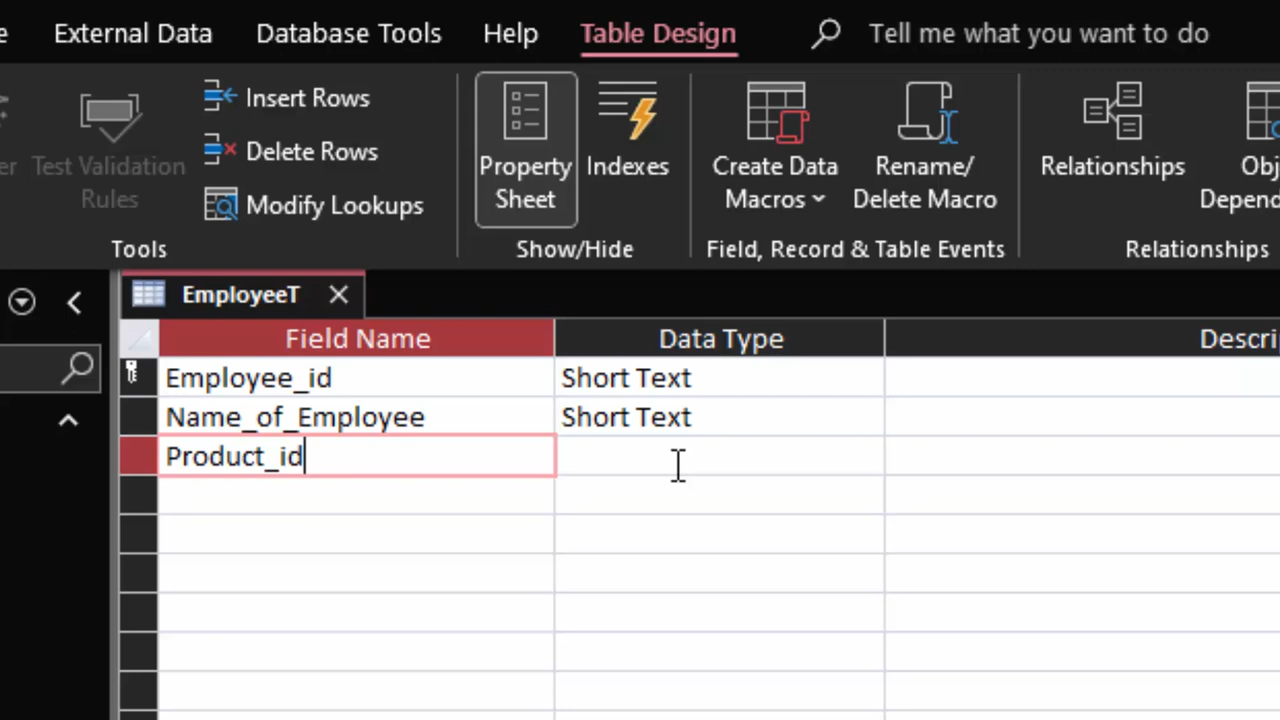 External Data Database Tools Help Table Design Tell me what you want to do
Insert Rows
Delete Rows
Modify Lookups
Test Validation
Rules
Property
Sheet
Indexes
Create Data
Macros
Rename/
Delete Macro
Relationships
Tools Show/Hide Field, Record & Table Events Relationships
EmployeeT
Field Name Data Type
Employee_id Short Text
Name_of_Employee Short Text
Product_id